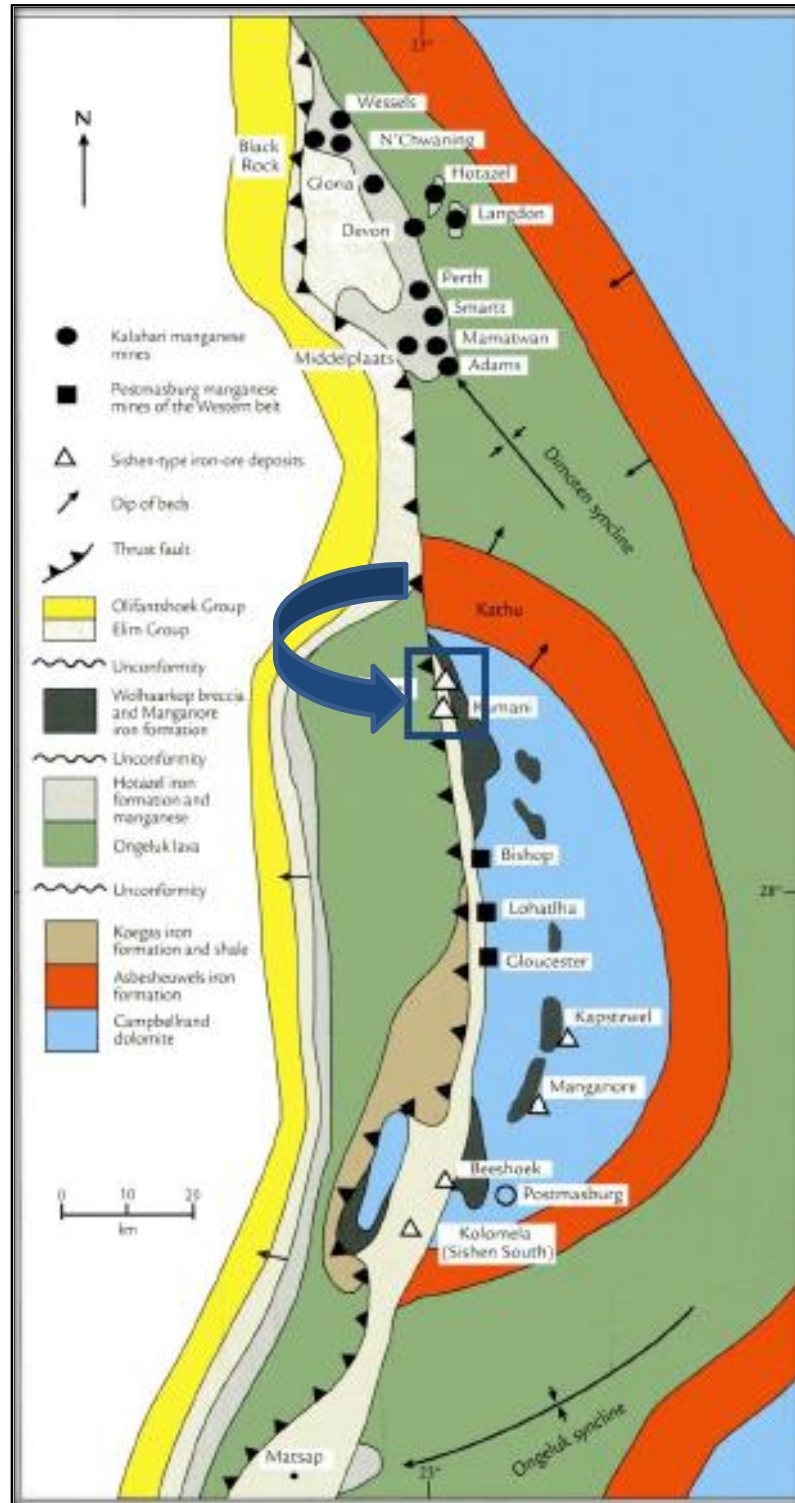 23°
N
Wessels
N'Chwaning
Black
Rock
Gloria
Hotazel
Langdon
Devon
Perth
Smartt
Mamatwan
Middelplaats
Adams
Kalahari manganese
mines
Postmasburg manganese
mines of the Western belt
Sishen-type iron-ore deposits
Dip of beds
Thrust fault
Olifantshoek Group
Elim Group
Unconformity
Wolhaarkop breccia
and Manganore
iron formation
Unconformity
Hotazel iron
formation and
manganese
Ongeluk lava
Unconformity
Koegas iron
formation and shale
Asbesheuwels iron
formation
Campbellrand
dolomite
0 10 20
km
Dimoten syncline
Kathu
Khumani
Bishop
28°
Lohatlha
Gloucester
Kapstewel
Manganore
Beeshoek
Postmasburg
Kolomela
(Sishen South)
Ongeluk syncline
Matsap
23°